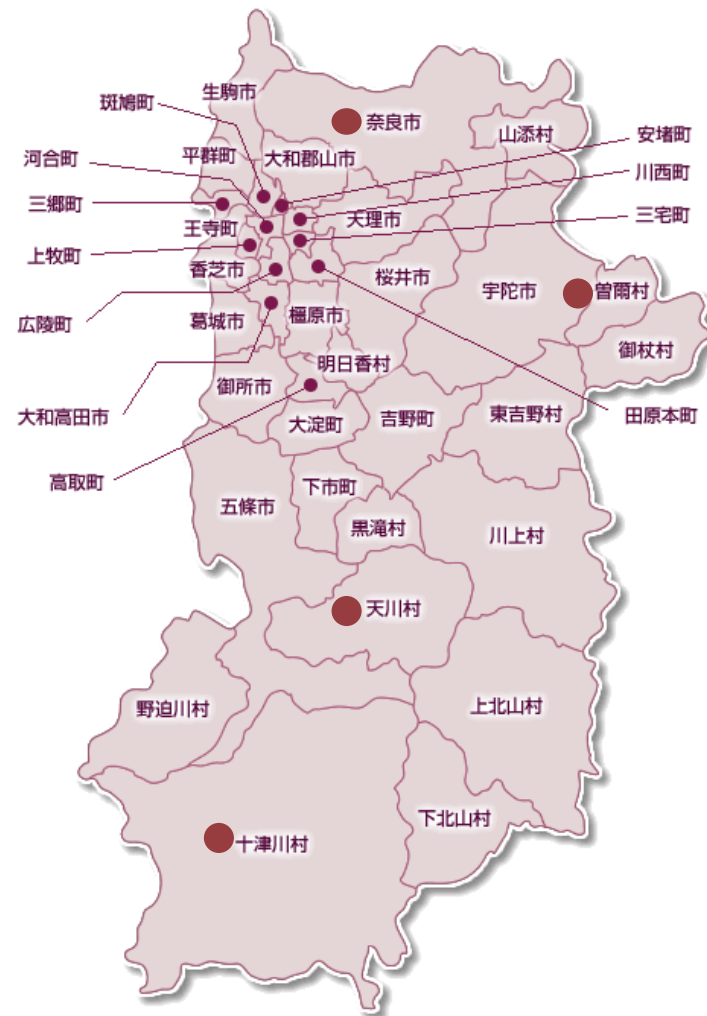 生駒市
斑鳩町
奈良市
山添村
安堵町
平群町
大和郡山市
河合町
川西町
三郷町
王寺町
天理市
三宅町
上牧町
香芝市
桜井市
宇陀市
曽爾村
広陵町
葛城市
橿原市
御杖村
明日香村
御所市
大和高田市
大淀町
吉野町
東吉野村
田原本町
高取町
下市町
五條市
黒滝村
川上村
天川村
野迫川村
上北山村
下北山村
十津川村